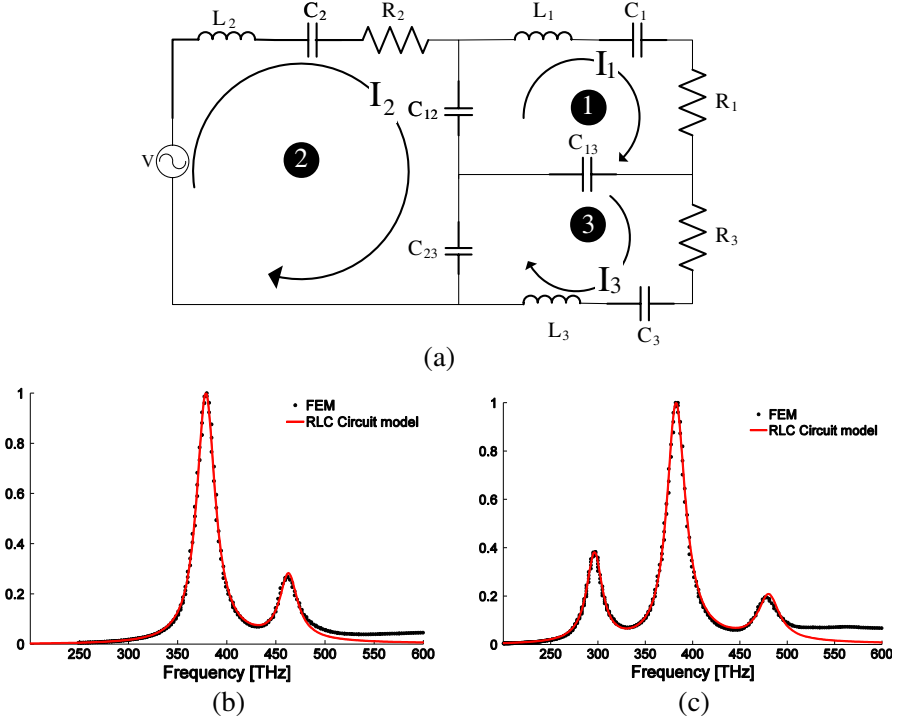 L2 C2 R2 L1 C1
I1
I2 C12 1 R1
V 2 C13
3
C23 R3
I3
L3 C3
(a)
1
0.8
0.6
0.4
0.2
0
250 300 350 400 450 500 550 600
Frequency [THz]
FEM
RLC Circuit model
(b)
1
0.8
0.6
0.4
0.2
0
250 300 350 400 450 500 550 600
Frequency [THz]
FEM
RLC Circuit model
(c)